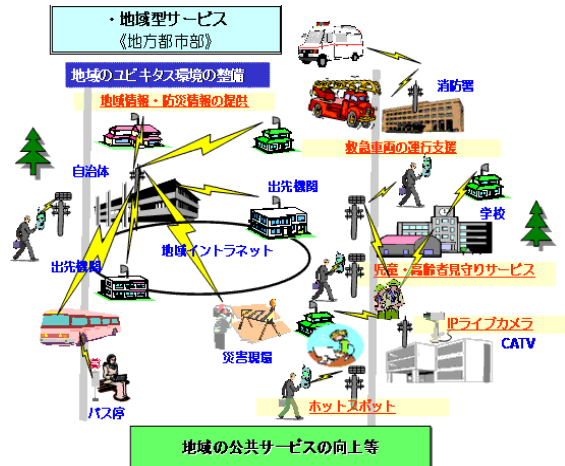 ・地域型サービス
《地方都市部》
地域のユビキタス環境の整備
地域情報・防災情報の提供
消防署
救急車両の運行支援
自治体
出先機関
学校
地域イントラネット
出先機関
児童・高齢者見守りサービス
IPライブカメラ
CATV
災害現場
バス停
ホットスポット
地域の公共サービスの向上等